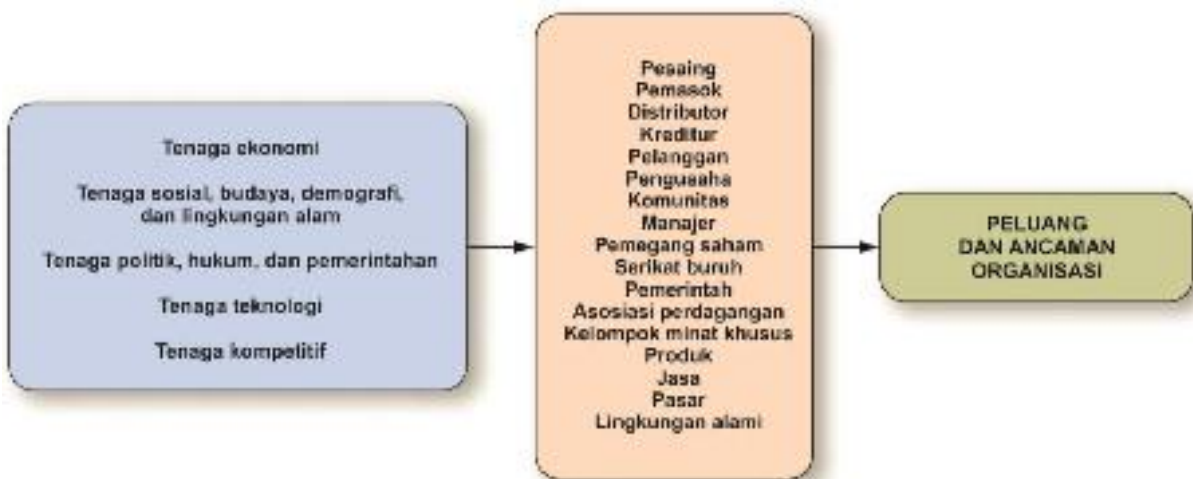 Tenaga ekonomi
Tenaga sosial, budaya, demografi,
dan lingkungan alam
Tenaga politik, hukum, dan pemerintahan
Tenaga teknologi
Tenaga kompetitif
Pesaing
Pemasok
Distributor
Kreditur
Pelanggan
Pengusaha
Komunitas
Manajer
Pemegang saham
Serikat buruh
Pemerintah
Asosiasi perdagangan
Kelompok minat khusus
Produk
Jasa
Pasar
Lingkungan alami
PELUANG
DAN ANCAMAN
ORGANISASI